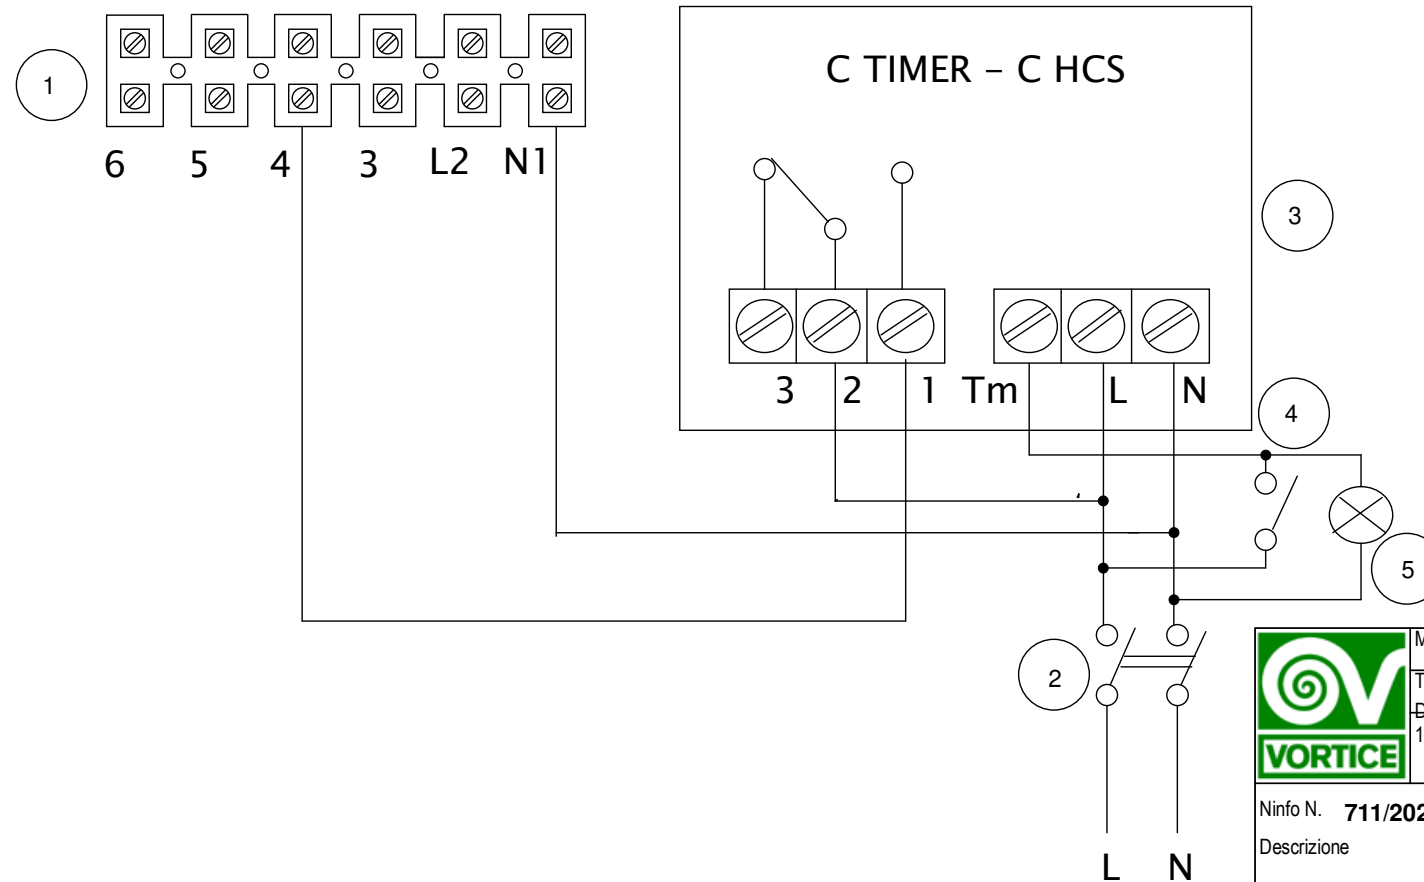 C TIMER – C HCS
1
6 5 4 3 L2 N1
3
3 2 1 Tm L N
4
5
2
VORTICE
M
T
D
1
Ninfo N. 711/202
Descrizione
L N